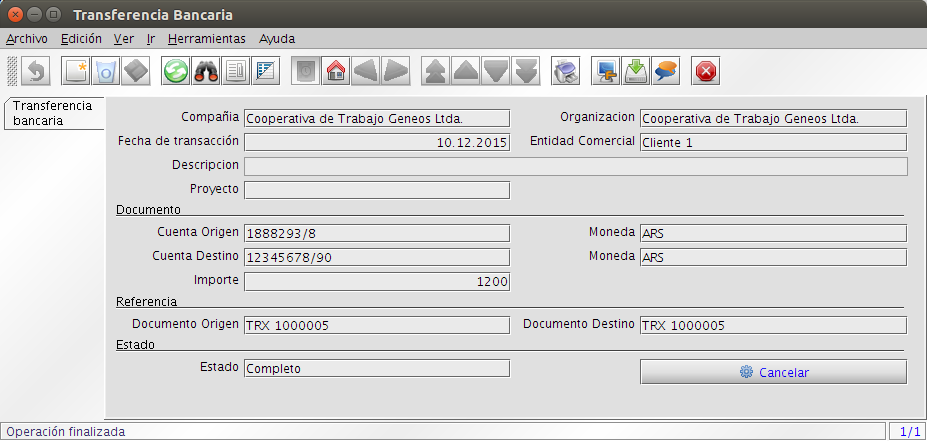 Transferencia Bancaria
Archivo Edición Ver Ir Herramientas Ayuda
Transferencia
bancaria
Compañia Cooperativa de Trabajo Geneos Ltda. Organizacion Cooperativa de Trabajo Geneos Ltda.
Fecha de transacción 10.12.2015 Entidad Comercial Cliente 1
Descripcion
Proyecto
Documento
Cuenta Origen 1888293/8 Moneda ARS
Cuenta Destino 12345678/90 Moneda ARS
Importe 1200
Referencia
Documento Origen TRX 1000005 Documento Destino TRX 1000005
Estado
Estado Completo Cancelar
Operación finalizada 1/1